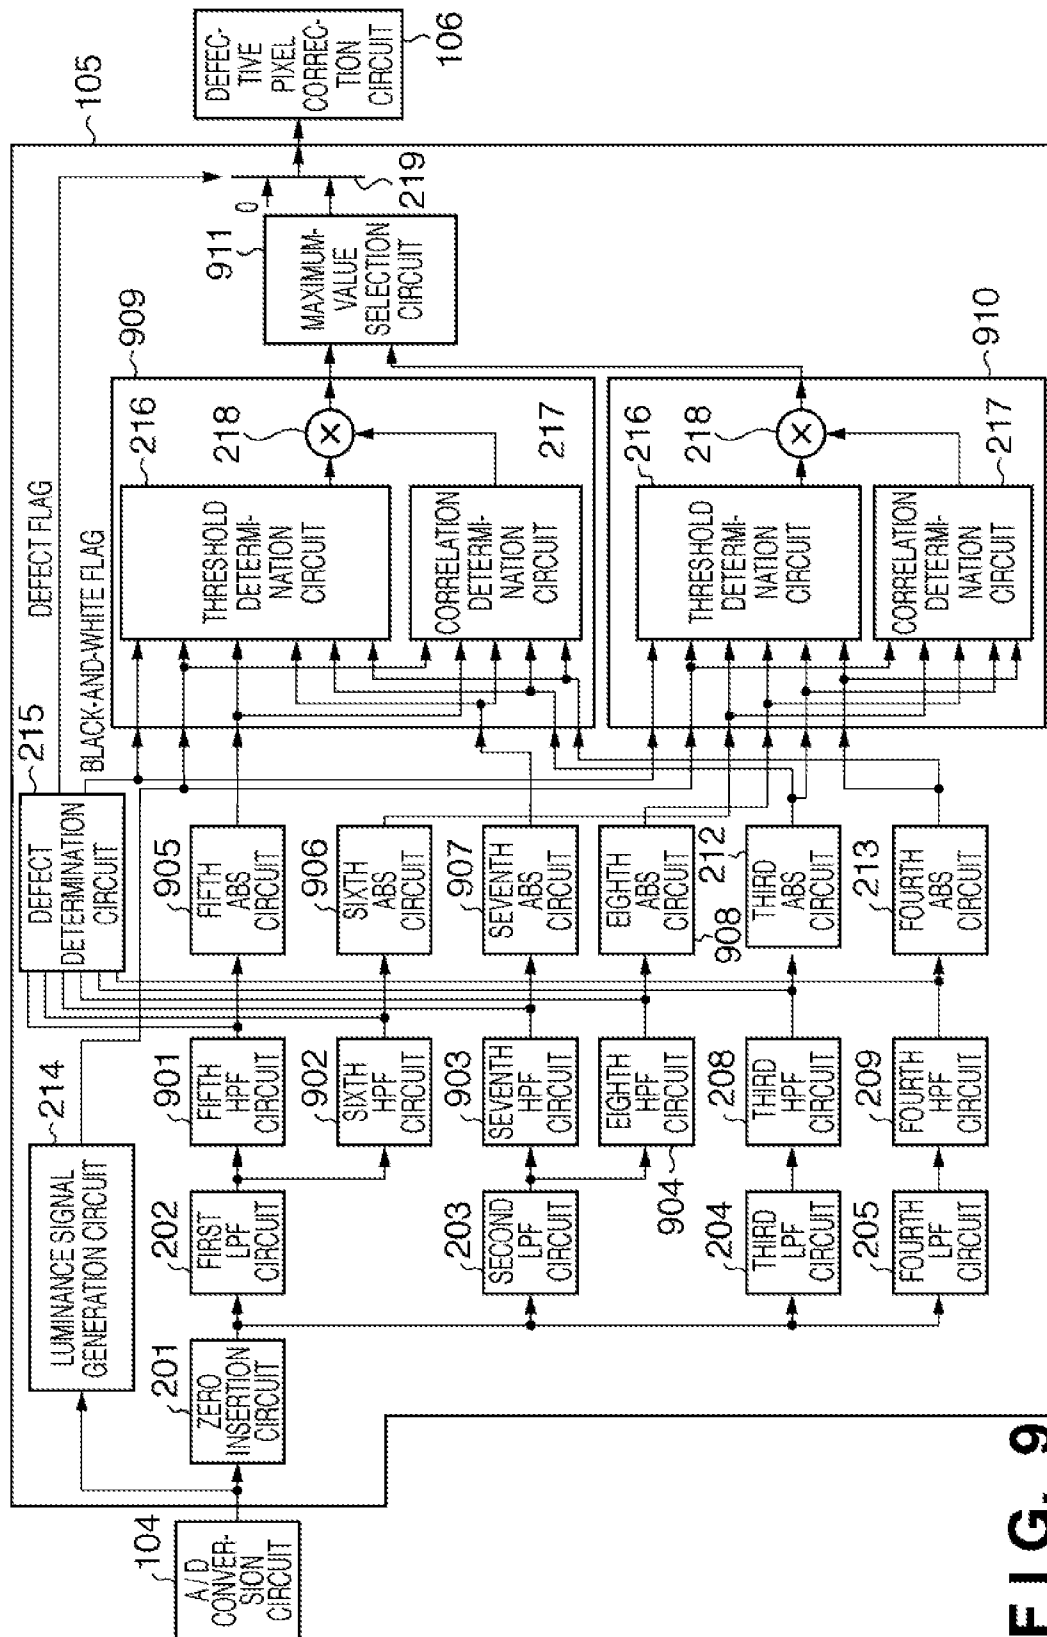 104
A/D
CONVER-
SION
CIRCUIT
LUMINANCE SIGNAL
GENERATION CIRCUIT
214
201
ZERO
INSERTION
CIRCUIT
202
FIRST
LPF
CIRCUIT
203
SECOND
LPF
CIRCUIT
204
THIRD
LPF
CIRCUIT
205
FOURTH
LPF
CIRCUIT
901
FIFTH
HPF
CIRCUIT
902
SIXTH
HPF
CIRCUIT
903
SEVENTH
HPF
CIRCUIT
904
EIGHTH
HPF
CIRCUIT
208
THIRD
HPF
CIRCUIT
209
FOURTH
HPF
CIRCUIT
DEFECT
DETERMINATION
CIRCUIT
215
905
FIFTH
ABS
CIRCUIT
906
SIXTH
ABS
CIRCUIT
907
SEVENTH
ABS
CIRCUIT
908
EIGHTH
ABS
CIRCUIT
212
THIRD
ABS
CIRCUIT
213
FOURTH
ABS
CIRCUIT
DEFECT FLAG
BLACK-AND-WHITE FLAG
909
216
THRESHOLD
DETERMI-
NATION
CIRCUIT
218
×
217
CORRELATION
DETERMI-
NATION
CIRCUIT
910
216
THRESHOLD
DETERMI-
NATION
CIRCUIT
218
×
217
CORRELATION
DETERMI-
NATION
CIRCUIT
911
MAXIMUM-
VALUE
SELECTION
CIRCUIT
0
219
105
DEFEC-
TIVE
PIXEL
CORREC-
TION
CIRCUIT
106
FIG. 9